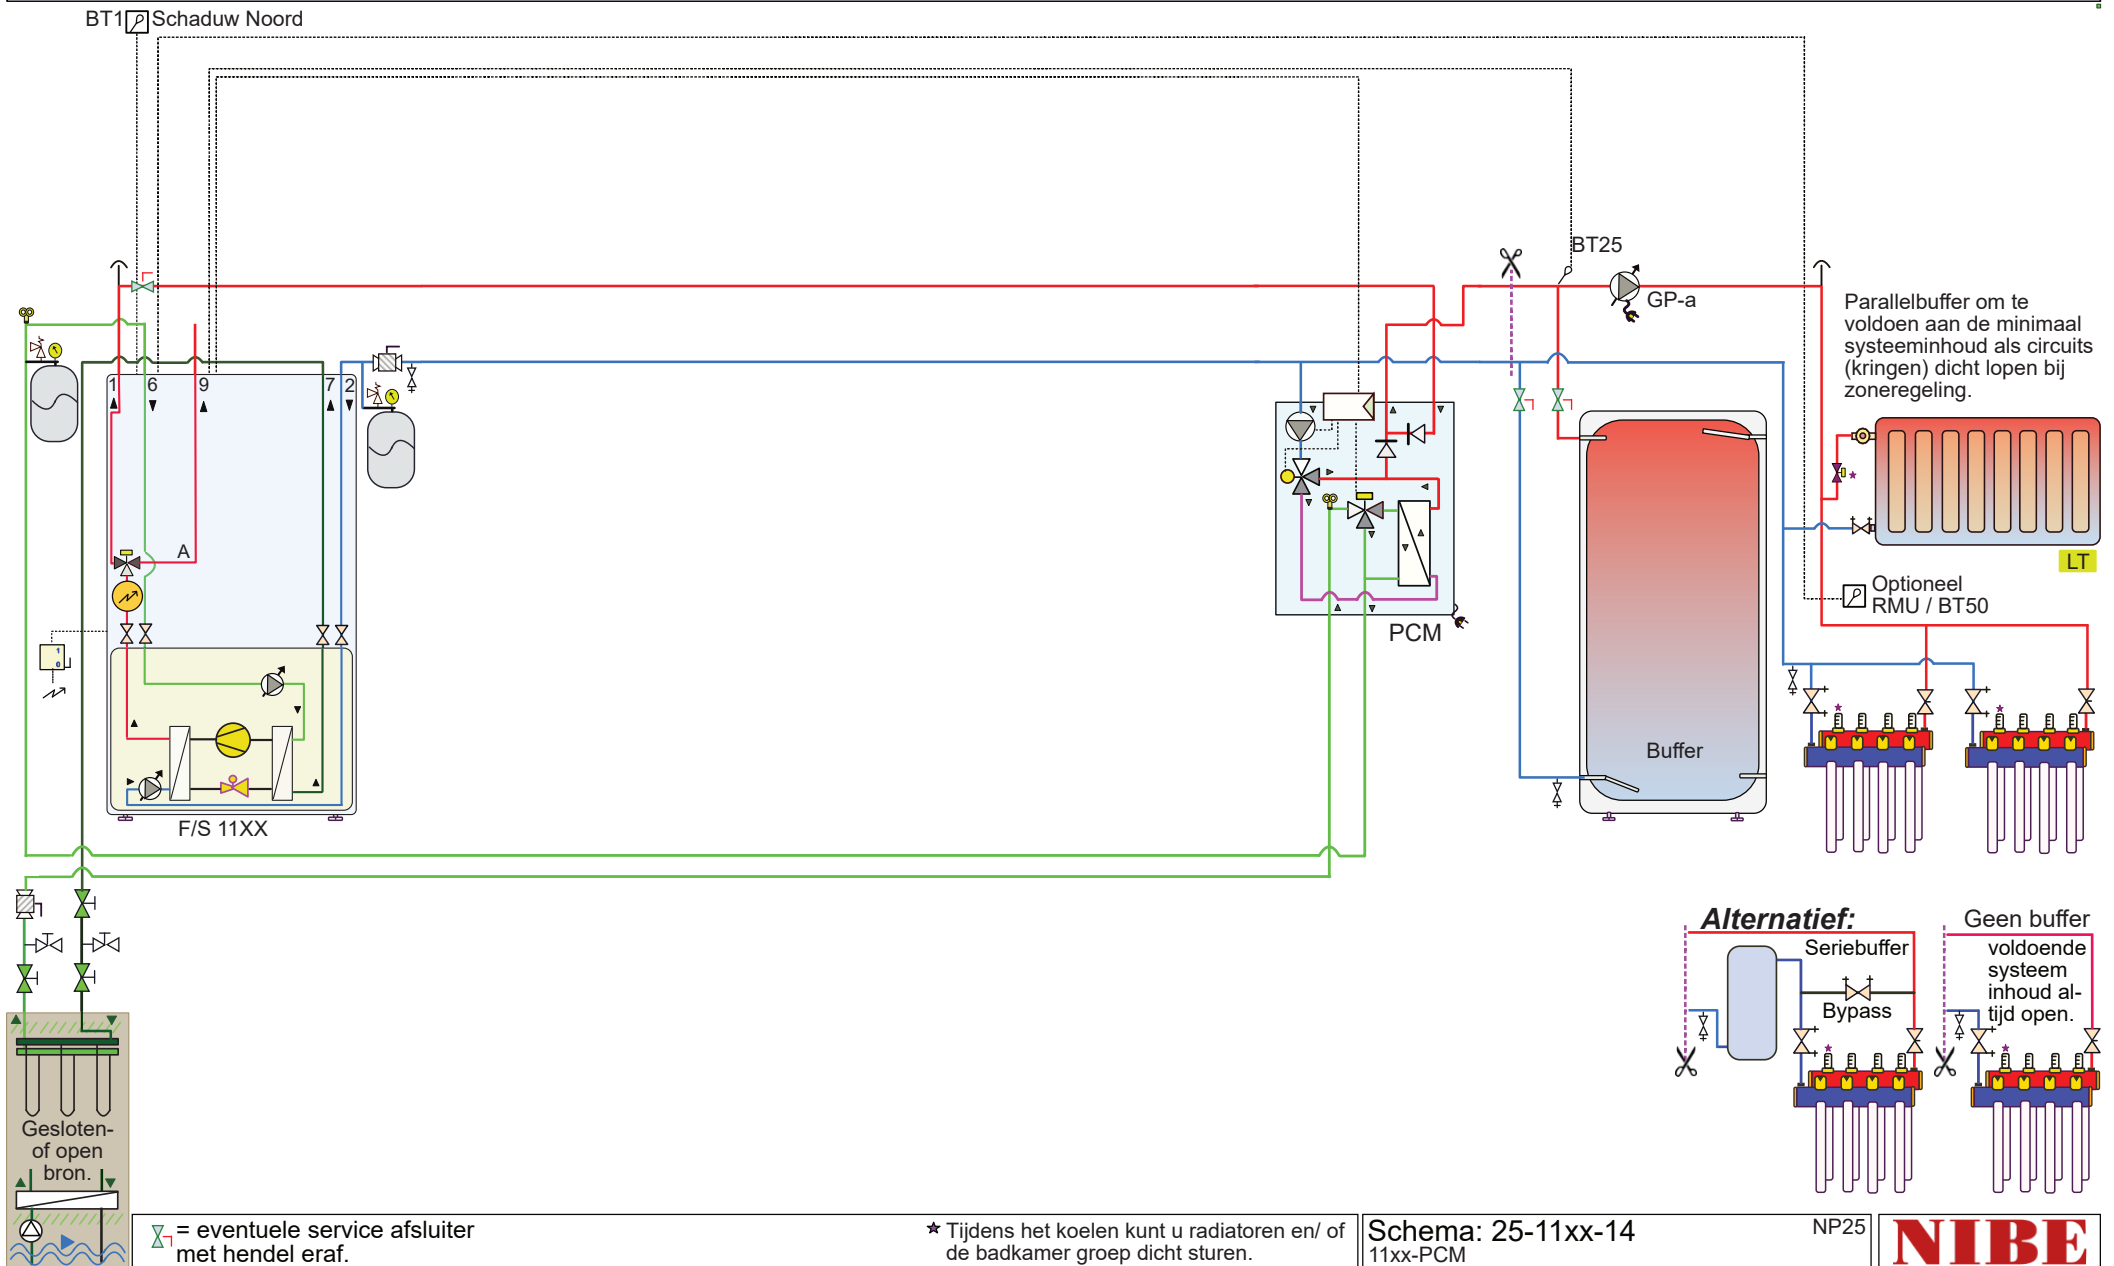 BT1 Schaduw Noord
BT25
GP-a
Parallelbuffer om te
voldoen aan de minimaal
systeeminhoud als circuits
(kringen) dicht lopen bij
zoneregeling.
1 6 9 7 2
A
LT
Optioneel
RMU / BT50
PCM
1
0
Buffer
F/S 11XX
Alternatief:
Seriebuffer
Bypass
Geen buffer
voldoende
systeem
inhoud al-
tijd open.
Gesloten-
of open
bron.
= eventuele service afsluiter
met hendel eraf.
Tijdens het koelen kunt u radiatoren en/ of
de badkamer groep dicht sturen.
Schema: 25-11xx-14
11xx-PCM
NP25
NIBE